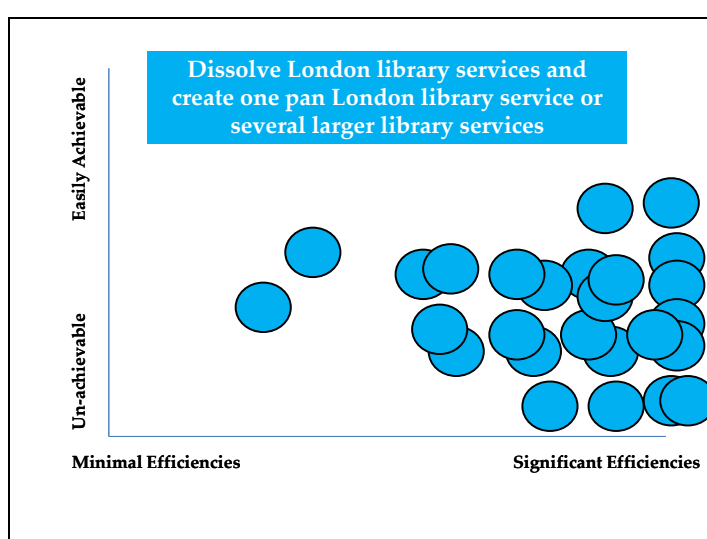 Dissolve London library services and
create one pan London library service or
several larger library services
Easily Achievable
Un-achievable
Minimal Efficiencies
Significant Efficiencies